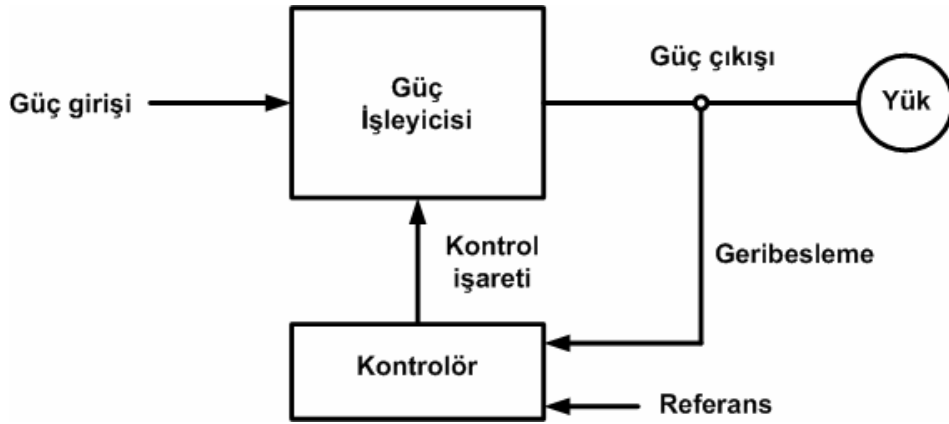 Güç girişi
Güç
İşleyicisi
Güç çıkışı
Yük
Kontrol
işareti
Geribesleme
Kontrolör
Referans